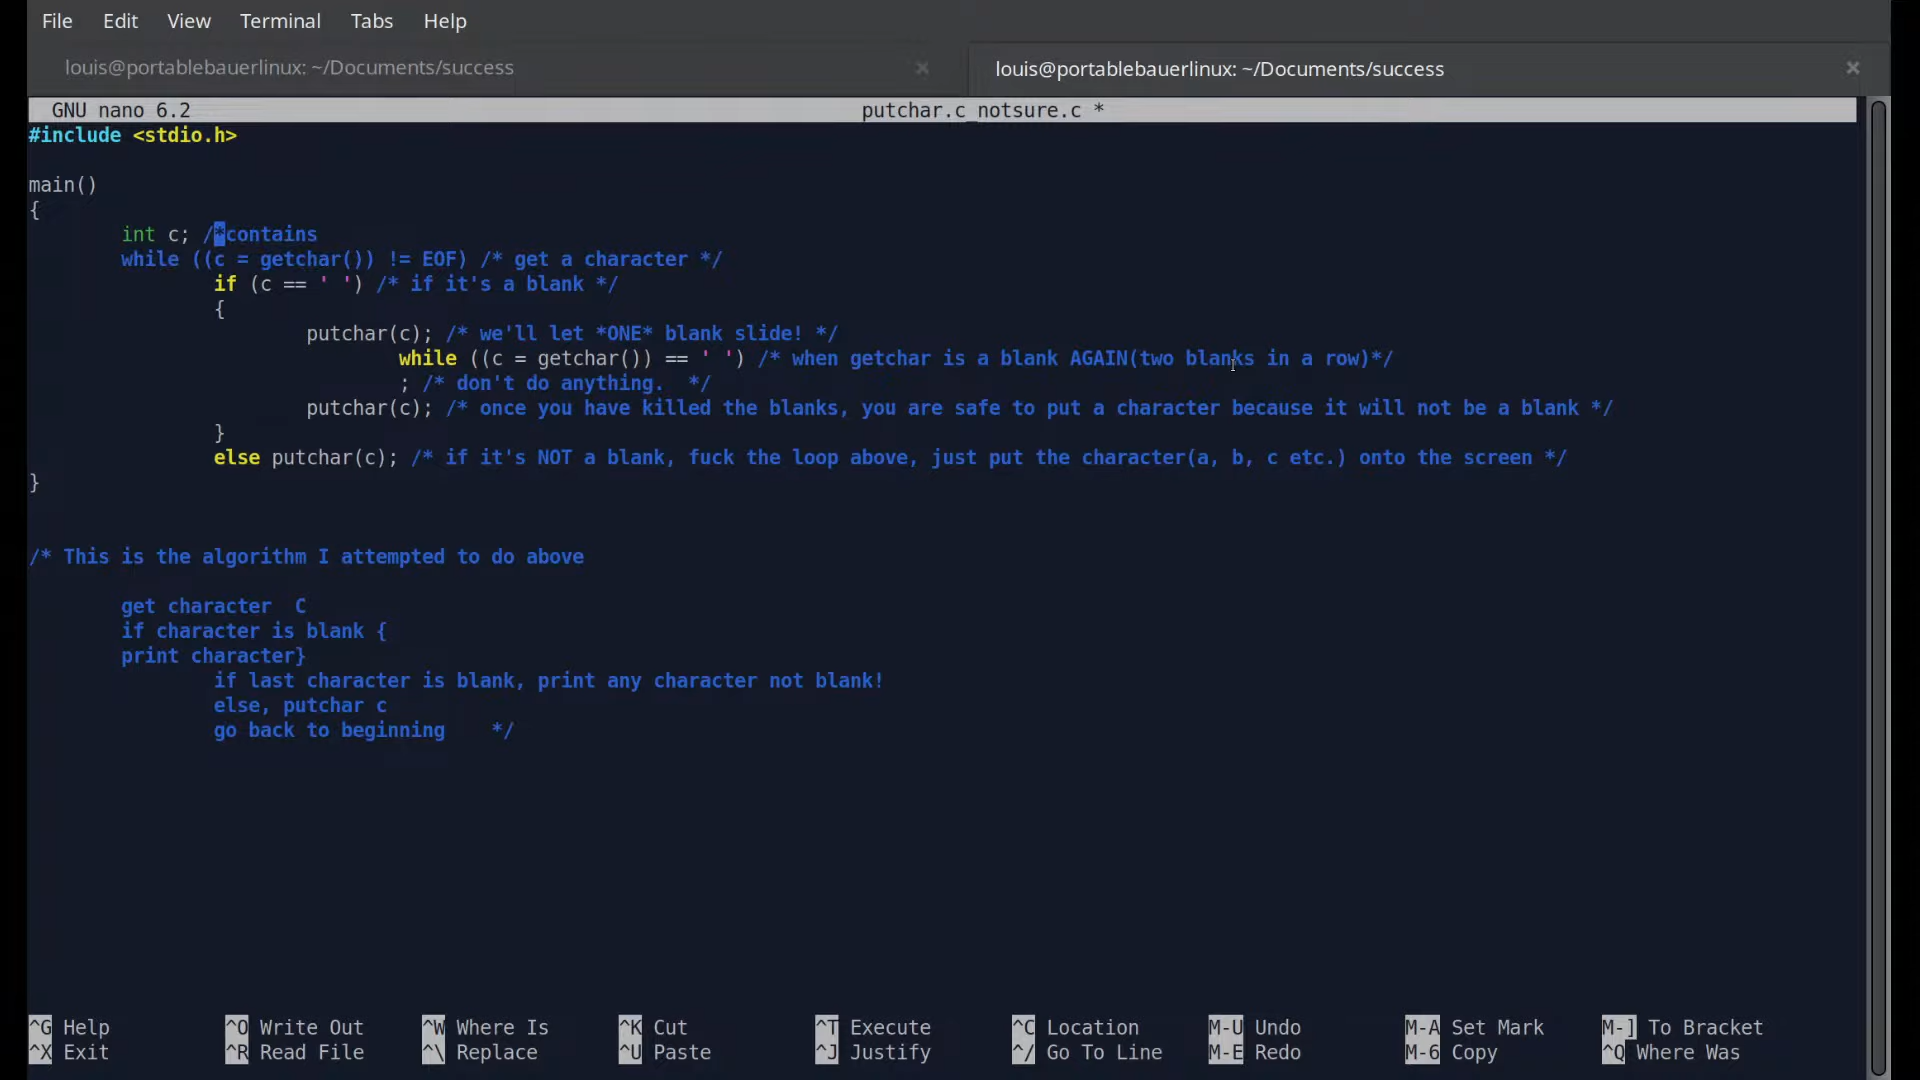 File Edit View Terminal Tabs Help
louis@portablebauerlinux: ~/Documents/success × louis@portablebauerlinux: ~/Documents/success ×
GNU nano 6.2 putchar.c_notsure.c *
#include <stdio.h>
main()
{
int c; /*contains
while ((c = getchar()) != EOF) /* get a character */
if (c == ' ') /* if it's a blank */
{
putchar(c); /* we'll let *ONE* blank slide! */
while ((c = getchar()) == ' ') /* when getchar is a blank AGAIN(two blanks in a row)*/
; /* don't do anything.  */
putchar(c); /* once you have killed the blanks, you are safe to put a character because it will not be a blank */
}
else putchar(c); /* if it's NOT a blank, fuck the loop above, just put the character(a, b, c etc.) onto the screen */
}
/* This is the algorithm I attempted to do above
get character  C
if character is blank {
print character}
if last character is blank, print any character not blank!
else, putchar c
go back to beginning    */
^G Help ^O Write Out ^W Where Is ^K Cut ^T Execute ^C Location M-U Undo M-A Set Mark M-] To Bracket
^X Exit ^R Read File ^\ Replace ^U Paste ^J Justify ^/ Go To Line M-E Redo M-6 Copy ^Q Where Was